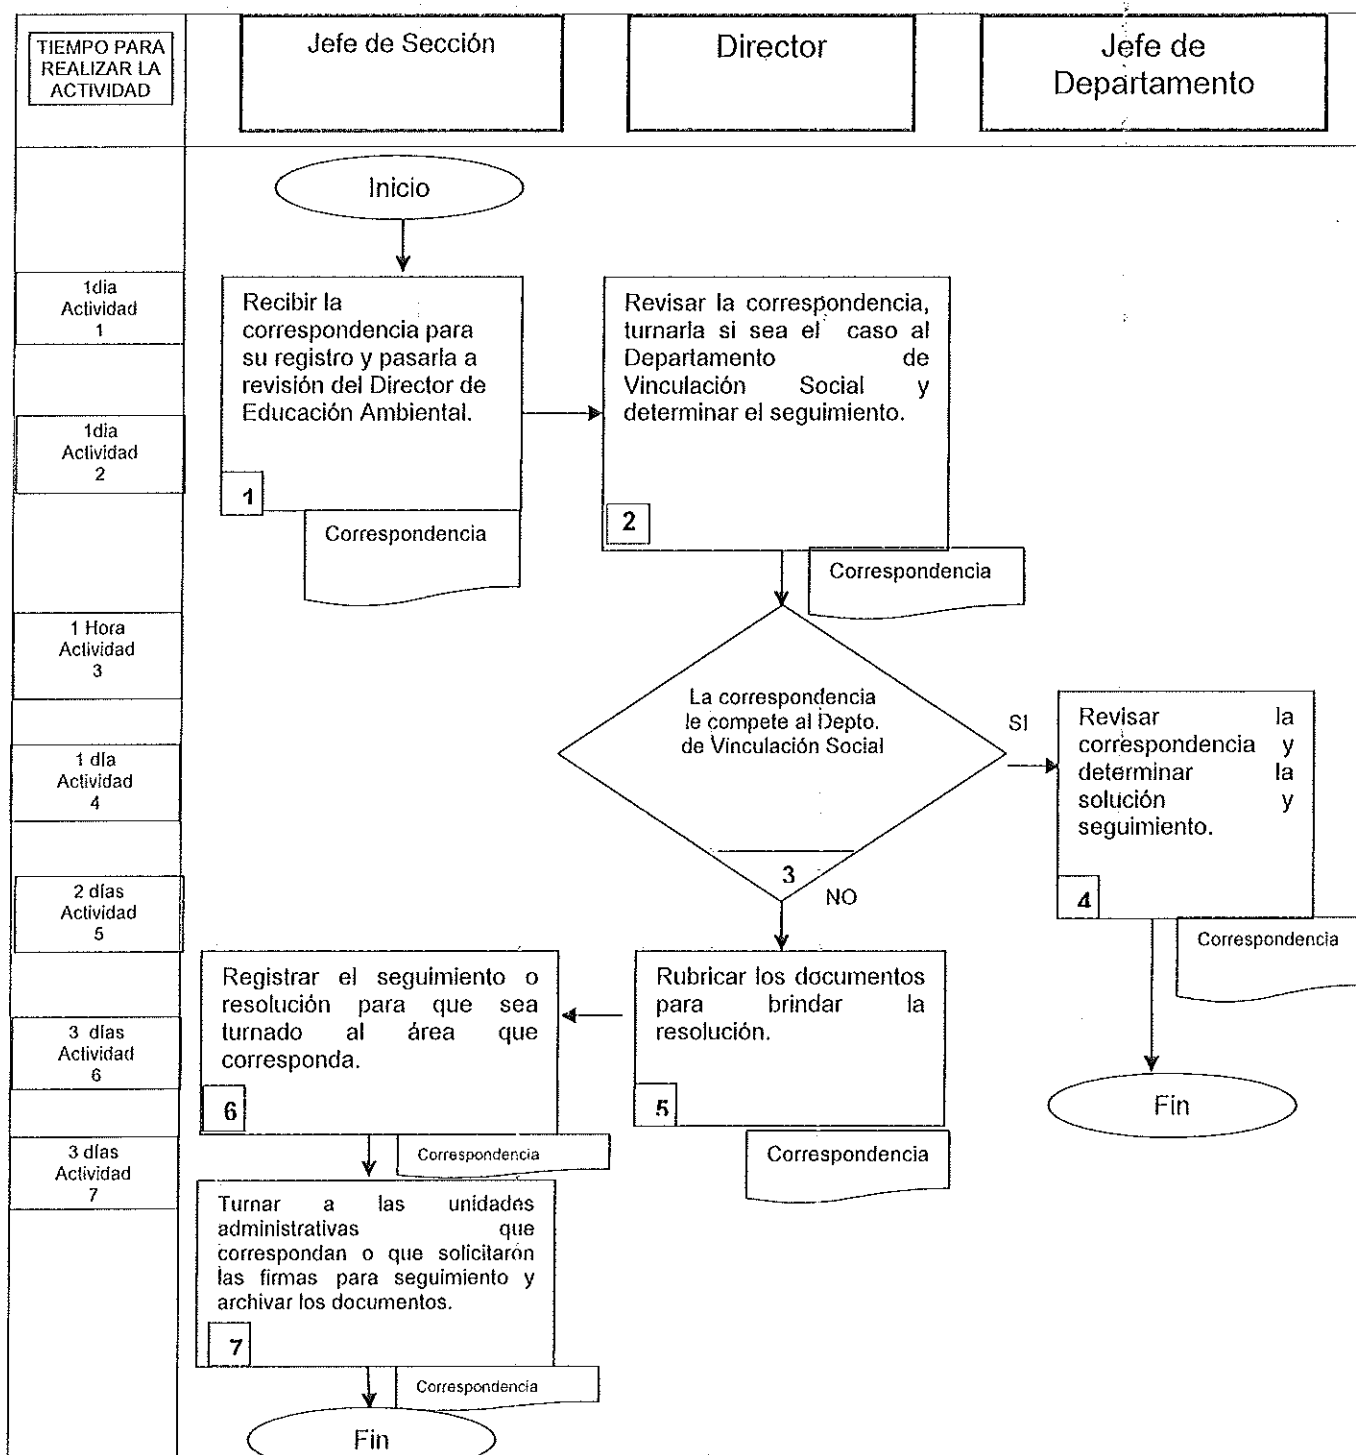 TIEMPO PARA
REALIZAR LA
ACTIVIDAD
Jefe de Sección
Director
Jefe de
Departamento
Inicio
1dia
Actividad
1
Recibir la
correspondencia para
su registro y pasarla a
revisión del Director de
Educación Ambiental.
1
Correspondencia
Revisar la correspondencia,
turnarla si sea el caso al
Departamento de
Vinculación Social y
determinar el seguimiento.
2
Correspondencia
1dia
Actividad
2
1 Hora
Actividad
3
La correspondencia
le compete al Depto.
de Vinculación Social
3
SI
NO
1 día
Actividad
4
Revisar la
correspondencia y
determinar la
solución y
seguimiento.
4
Correspondencia
Fin
2 días
Actividad
5
Rubricar los documentos
para brindar la
resolución.
5
Correspondencia
3 días
Actividad
6
Registrar el seguimiento o
resolución para que sea
turnado al área que
corresponda.
6
Correspondencia
3 días
Actividad
7
Turnar a las unidades
administrativas que
correspondan o que solicitarón
las firmas para seguimiento y
archivar los documentos.
7
Correspondencia
Fin